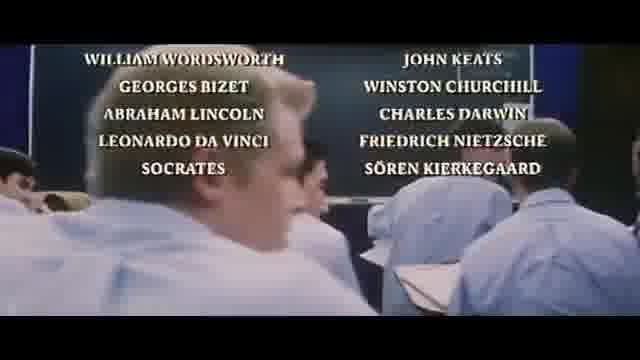 WILLIAM WORDSWORTH JOHN KEATS
GEORGES BIZET WINSTON CHURCHILL
ABRAHAM LINCOLN CHARLES DARWIN
LEONARDO DA VINCI FRIEDRICH NIETZSCHE
SOCRATES SÖREN KIERKEGAARD